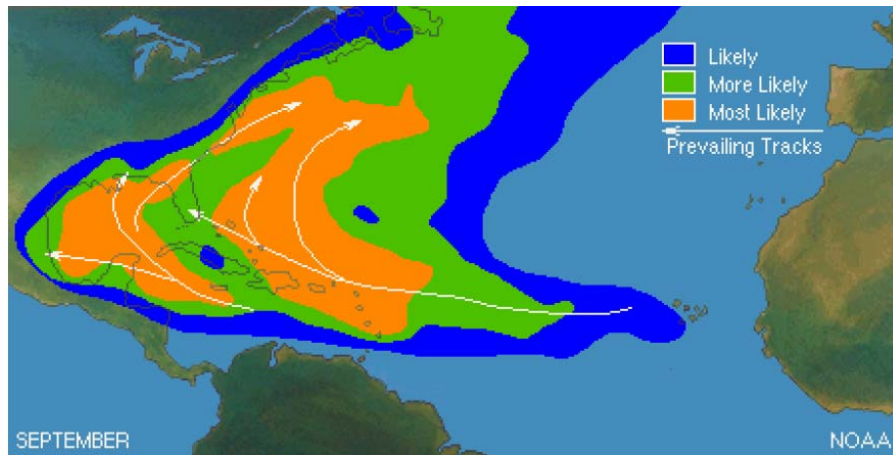 Likely
More Likely
Most Likely
Prevailing Tracks
SEPTEMBER
NOAA